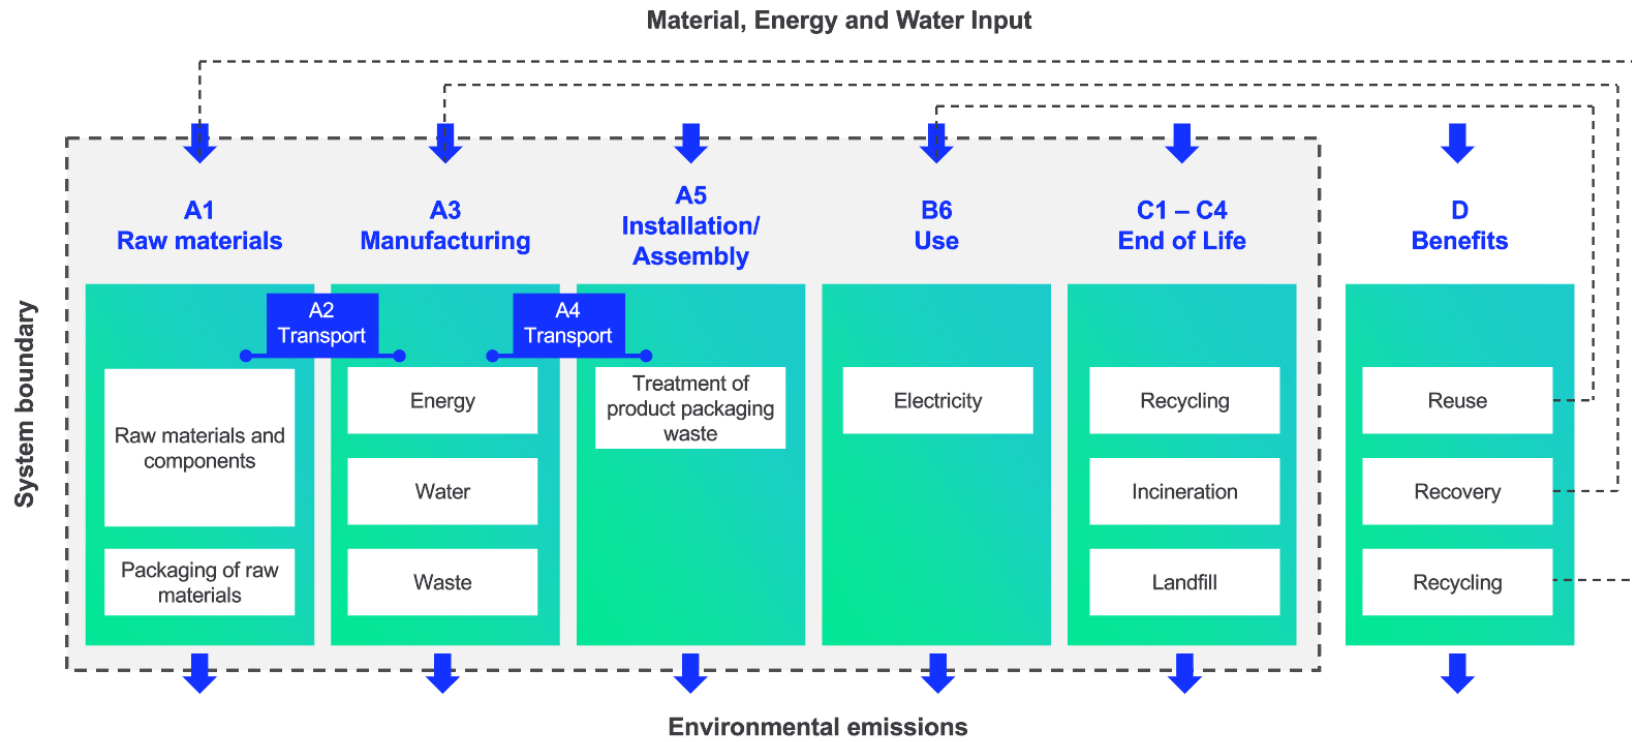 Material, Energy and Water Input
System boundary
A1
Raw materials
A3
Manufacturing
A5
Installation/
Assembly
B6
Use
C1 – C4
End of Life
D
Benefits
A2
Transport
A4
Transport
Raw materials and
components
Packaging of raw
materials
Energy
Water
Waste
Treatment of
product packaging
waste
Electricity
Recycling
Incineration
Landfill
Reuse
Recovery
Recycling
Environmental emissions